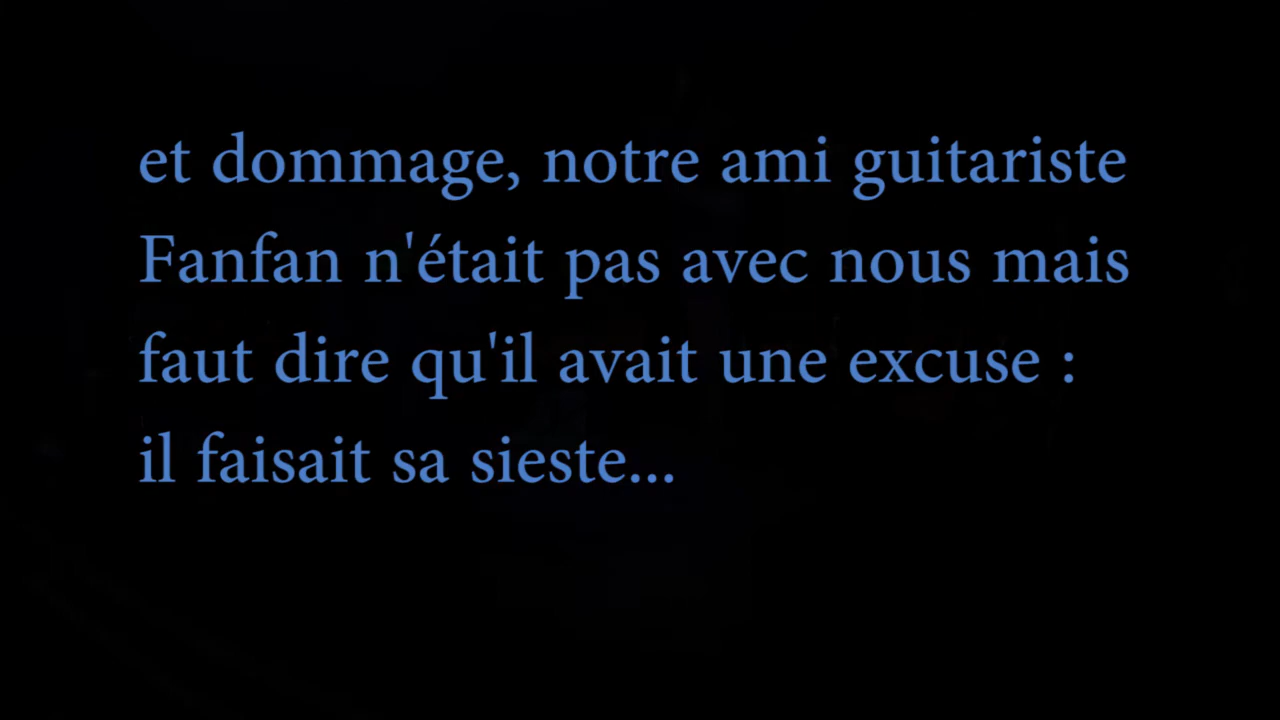 et dommage, notre ami guitariste
Fanfan n'était pas avec nous mais
faut dire qu'il avait une excuse :
il faisait sa sieste...